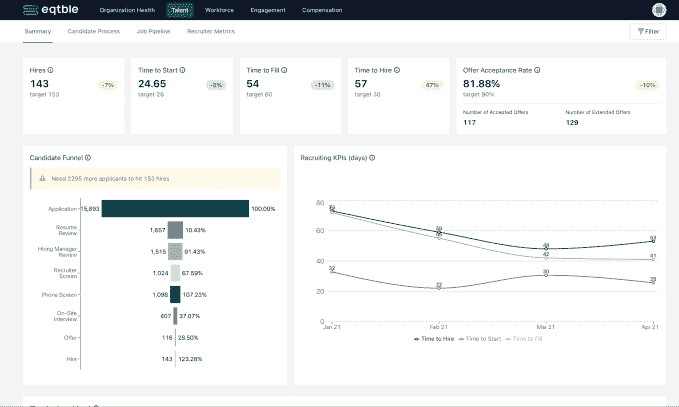 eqtble
Organization Health
Talent
Workforce
Engagement
Compensation
Summary
Candidate Process
Job Pipeline
Recruiter Metrics
Filter
Hires
143
-7%
target 153
Time to Start
24.65
-5%
target 26
Time to Fill
54
-11%
target 60
Time to Hire
57
47%
target 30
Offer Acceptance Rate
81.88%
-10%
target 90%
Number of Accepted Offers
117
Number of Extended Offers
129
Candidate Funnel
Need 2295 more applicants to hit 153 hires
Application
15,893
100.00%
Resume
Review
1,657
10.43%
Hiring Manager
Review
1,515
91.43%
Recruiter
Screen
1,024
67.59%
Phone Screen
1,098
107.23%
On-Site
Interview
407
37.07%
Offer
116
28.50%
Hire
143
123.28%
Recruiting KPIs (days)
80
60
40
20
0
59
48
53
42
41
32
22
30
25
Jan 21
Feb 21
Mar 21
Apr 21
Time to Hire
Time to Start
Time to Fill